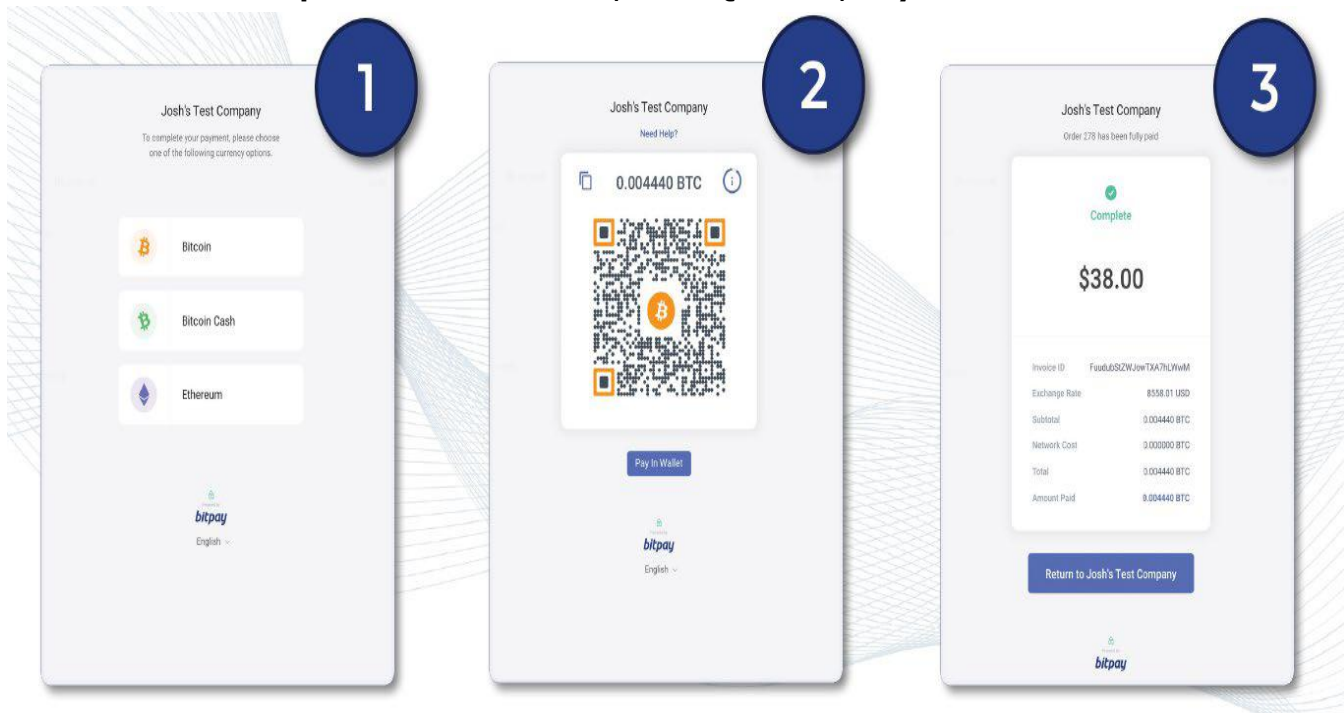 1
Josh's Test Company
To complete your payment, please choose
one of the following currency options.
Bitcoin
Bitcoin Cash
Ethereum
bitpay
English
2
Josh's Test Company
Need Help?
0.004440 BTC
Pay In Wallet
bitpay
English
3
Josh's Test Company
Order 278 has been fully paid
Complete
$38.00
Invoice ID FuudubStZWJowTXA7hLWwM
Exchange Rate 8558.01 USD
Subtotal 0.004440 BTC
Network Cost 0.000000 BTC
Total 0.004440 BTC
Amount Paid 0.004440 BTC
Return to Josh's Test Company
bitpay